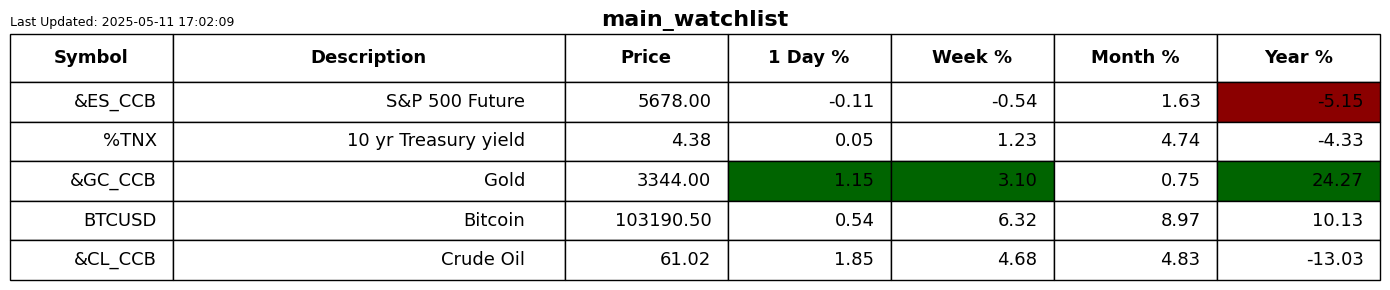 Last Updated: 2025-05-11 17:02:09
main_watchlist
Symbol Description Price 1 Day % Week % Month % Year %
&ES_CCB S&P 500 Future 5678.00 -0.11 -0.54 1.63 -5.15
%TNX 10 yr Treasury yield 4.38 0.05 1.23 4.74 -4.33
&GC_CCB Gold 3344.00 1.15 3.10 0.75 24.27
BTCUSD Bitcoin 103190.50 0.54 6.32 8.97 10.13
&CL_CCB Crude Oil 61.02 1.85 4.68 4.83 -13.03